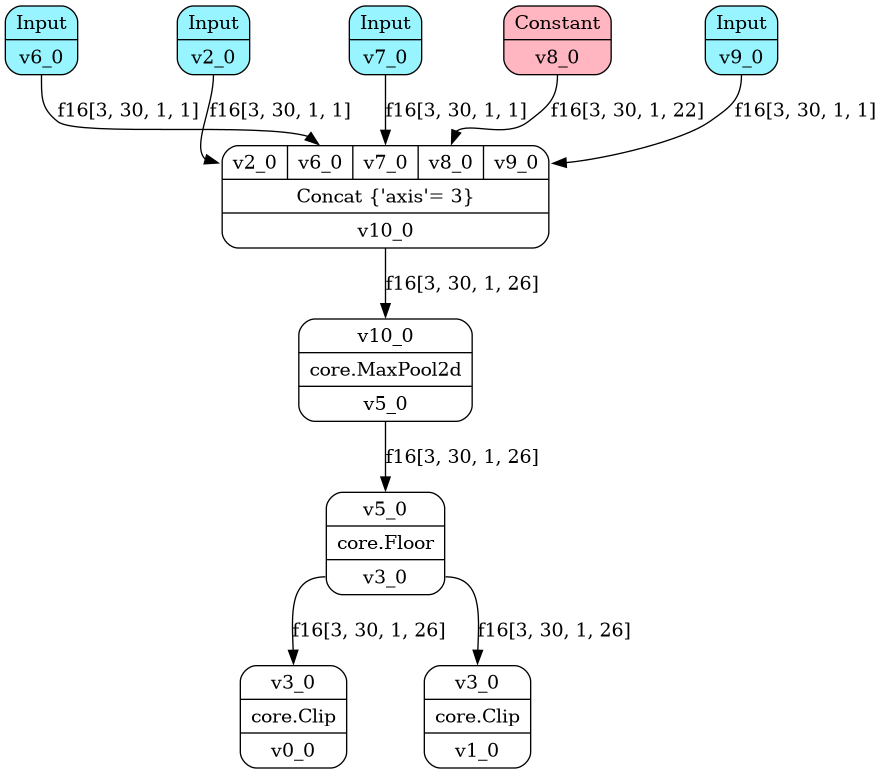 Input
v6_0
Input
v2_0
Input
v7_0
Constant
v8_0
Input
v9_0
f16[3, 30, 1, 1]
f16[3, 30, 1, 1]
f16[3, 30, 1, 1]
f16[3, 30, 1, 22]
f16[3, 30, 1, 1]
v2_0 v6_0 v7_0 v8_0 v9_0
Concat {'axis'= 3}
v10_0
f16[3, 30, 1, 26]
v10_0
core.MaxPool2d
v5_0
f16[3, 30, 1, 26]
v5_0
core.Floor
v3_0
f16[3, 30, 1, 26]
f16[3, 30, 1, 26]
v3_0
core.Clip
v0_0
v3_0
core.Clip
v1_0